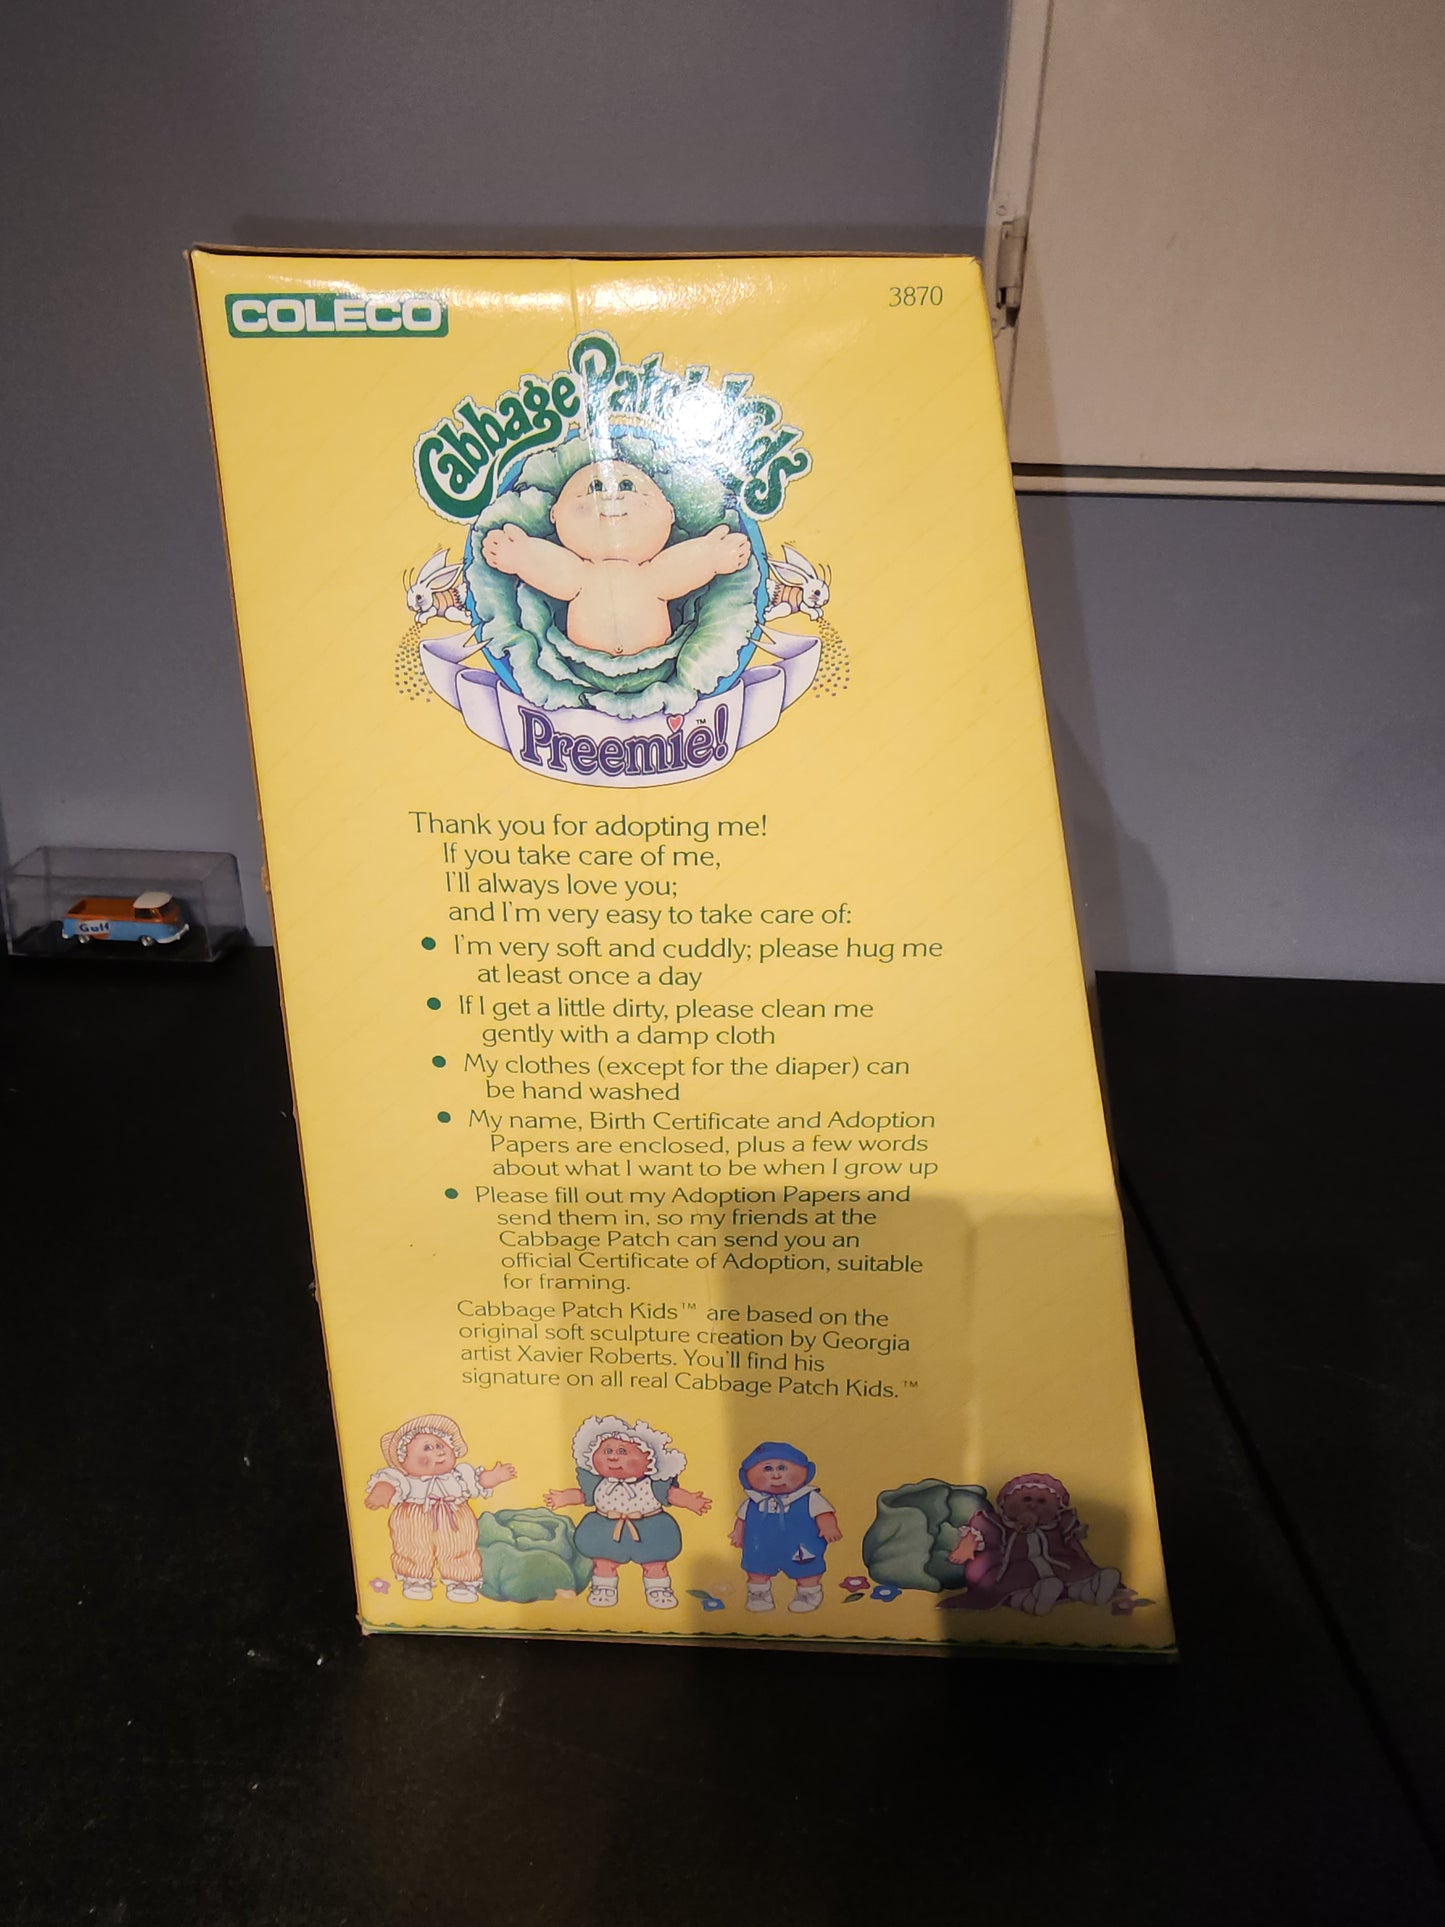 COLECO
3870
Cabbage Patch Kids
Preemie!™
Thank you for adopting me!
If you take care of me,
I'll always love you;
and I'm very easy to take care of:
• I'm very soft and cuddly; please hug me
at least once a day
• If I get a little dirty, please clean me
gently with a damp cloth
• My clothes (except for the diaper) can
be hand washed
• My name, Birth Certificate and Adoption
Papers are enclosed, plus a few words
about what I want to be when I grow up
• Please fill out my Adoption Papers and
send them in, so my friends at the
Cabbage Patch can send you an
official Certificate of Adoption, suitable
for framing.
Cabbage Patch Kids™ are based on the
original soft sculpture creation by Georgia
artist Xavier Roberts. You'll find his
signature on all real Cabbage Patch Kids.™
Gulf